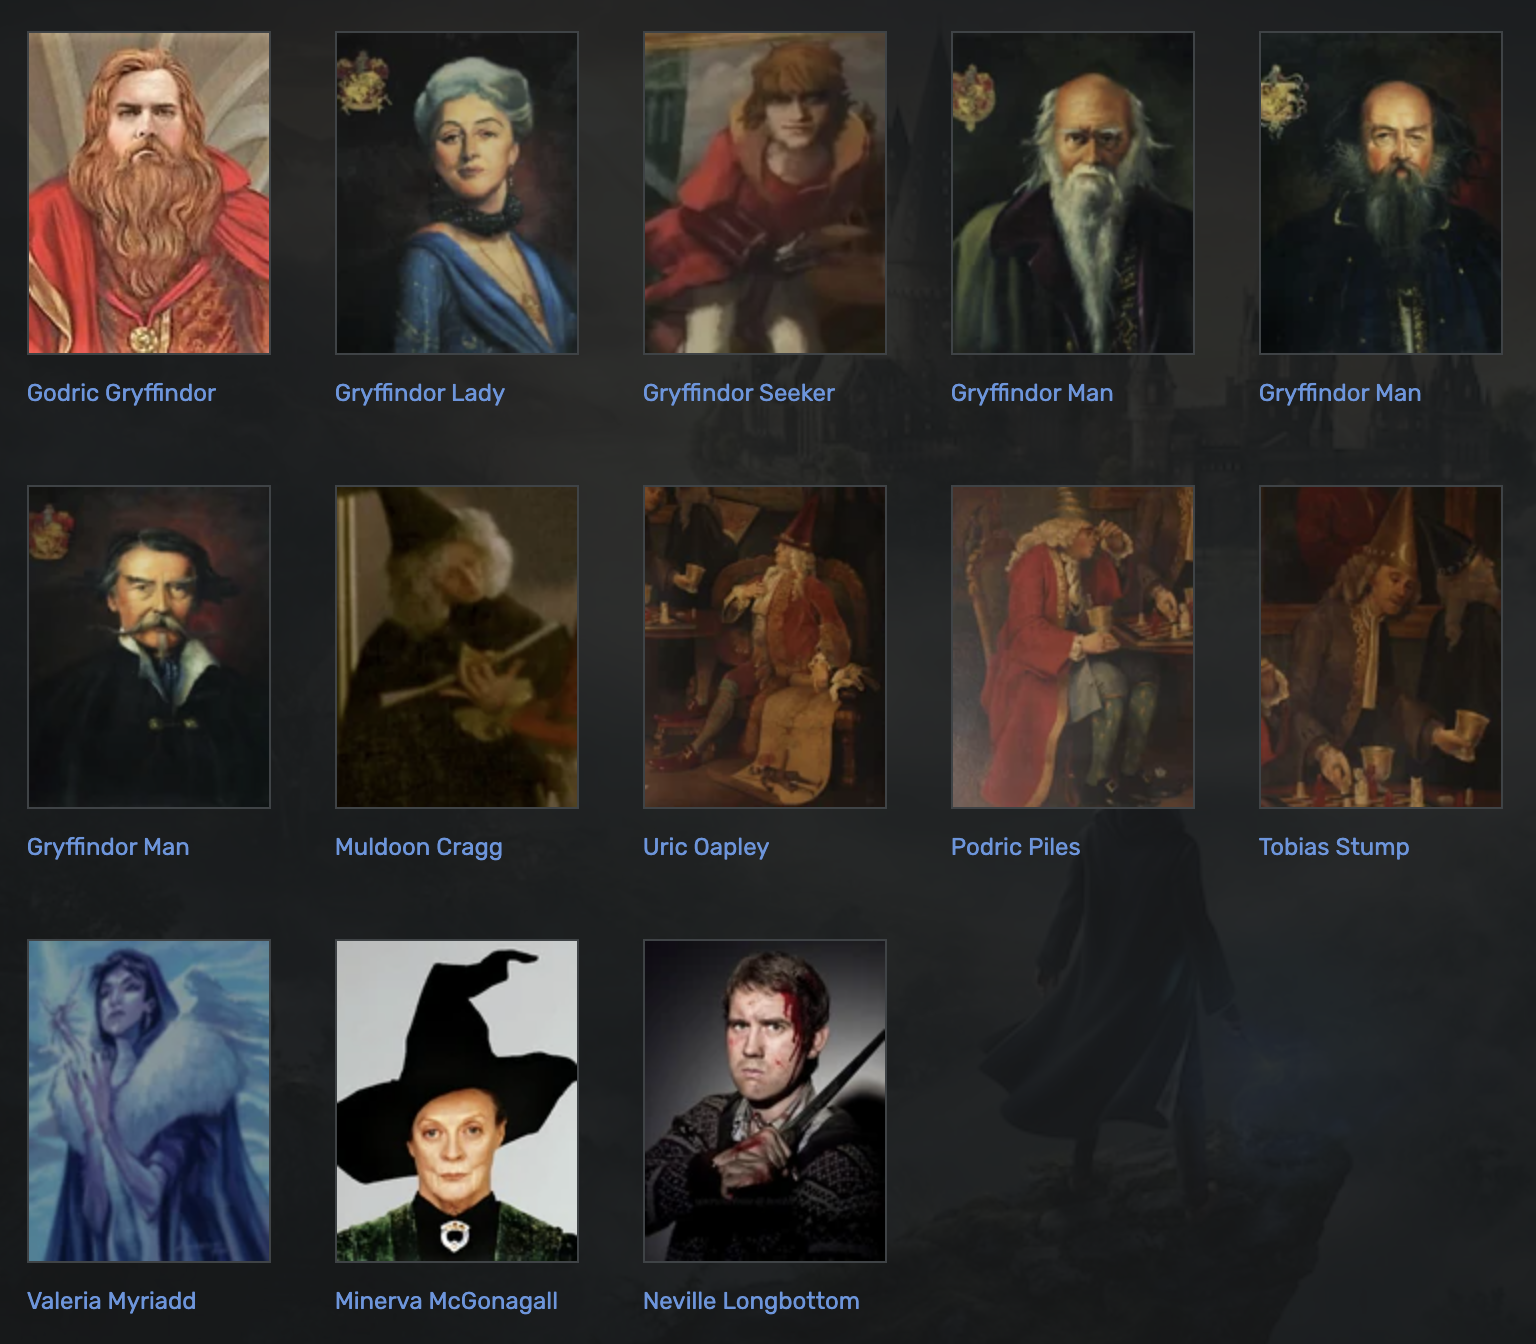 Godric Gryffindor
Gryffindor Lady
Gryffindor Seeker
Gryffindor Man
Gryffindor Man
Gryffindor Man
Muldoon Cragg
Uric Oapley
Podric Piles
Tobias Stump
Valeria Myriadd
Minerva McGonagall
Neville Longbottom